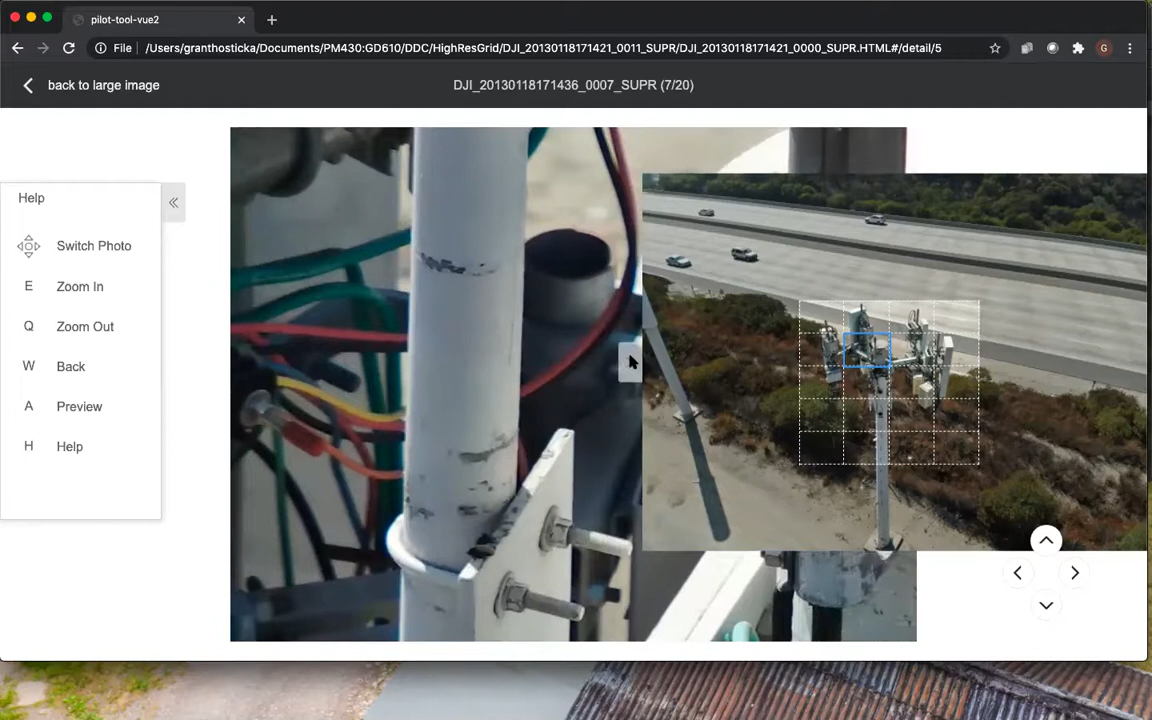 pilot-tool-vue2
File
/Users/granthosticka/Documents/PM430:GD610/DDC/HighResGrid/DJI_20130118171421_0011_SUPR/DJI_20130118171421_0000_SUPR.HTML#/detail/5
G
back to large image
DJI_20130118171436_0007_SUPR (7/20)
Help
Switch Photo
E Zoom In
Q Zoom Out
W Back
A Preview
H Help